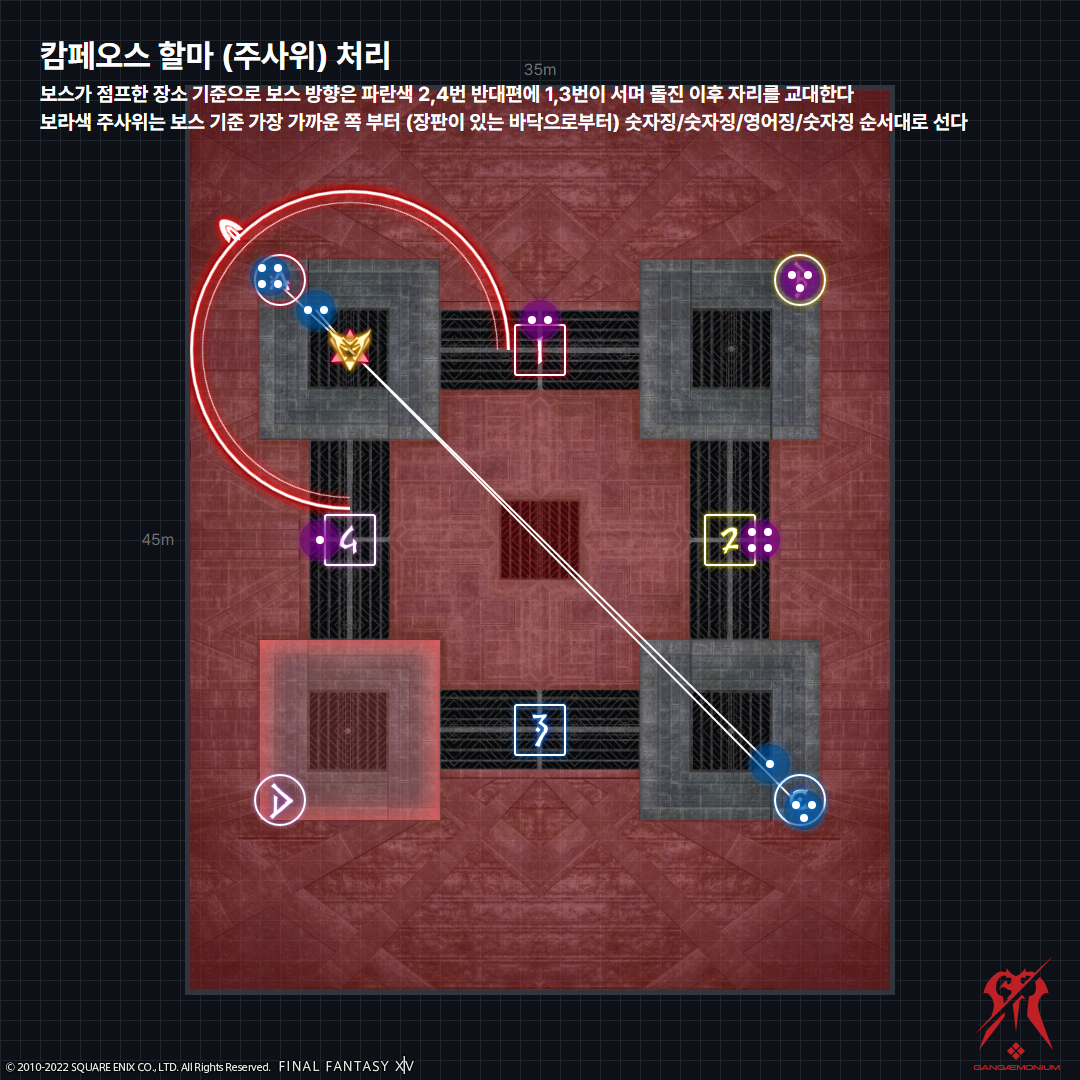 캄페오스 할마 (주사위) 처리
35m
보스가 점프한 장소 기준으로 보스 방향은 파란색 2,4번 반대편에 1,3번이 서며 돌진 이후 자리를 교대한다
보라색 주사위는 보스 기준 가장 가까운 쪽 부터 (장판이 있는 바닥으로부터) 숫자징/숫자징/영어징/숫자징 순서대로 선다
1
45m
4
2
3
D
© 2010-2022 SQUARE ENIX CO., LTD. All Rights Reserved. FINAL FANTASY XIV
GANGÆMONIUM